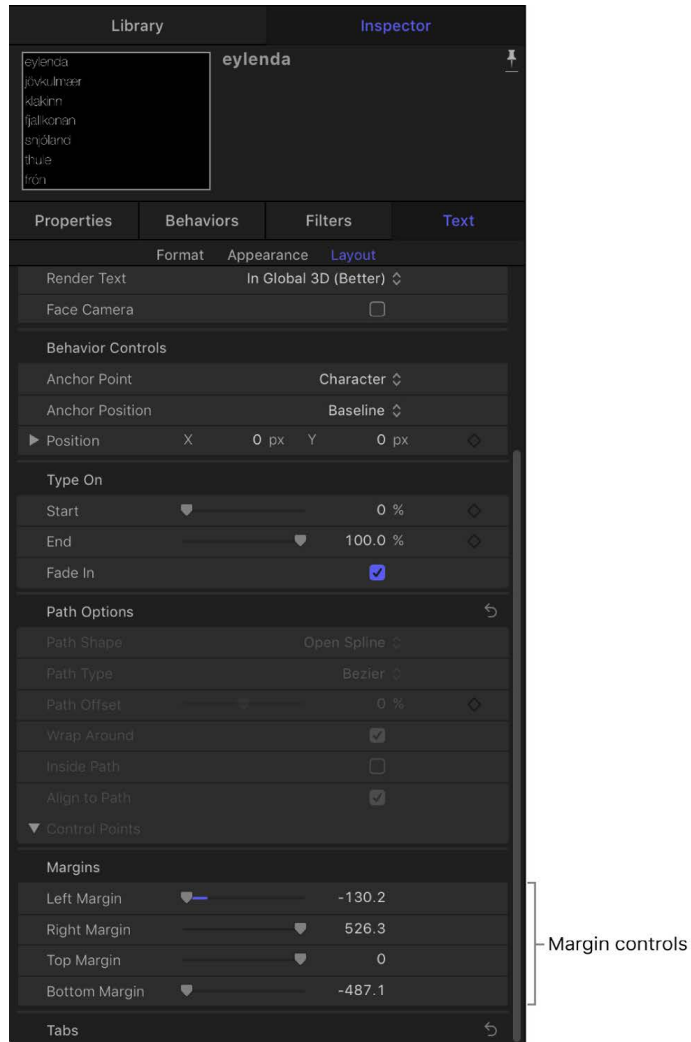 Library Inspector
eylenda
eylenda
jövkulmær
klakinn
fjallkonan
snjóland
thule
frón
Properties Behaviors Filters Text
Format Appearance Layout
Render Text In Global 3D (Better)
Face Camera
Behavior Controls
Anchor Point Character
Anchor Position Baseline
Position X 0 px Y 0 px
Type On
Start 0 %
End 100.0 %
Fade In
Path Options
Path Shape Open Spline
Path Type Bezier
Path Offset 0 %
Wrap Around
Inside Path
Align to Path
Control Points
Margins
Left Margin -130.2
Right Margin 526.3
Top Margin 0
Bottom Margin -487.1
Margin controls
Tabs